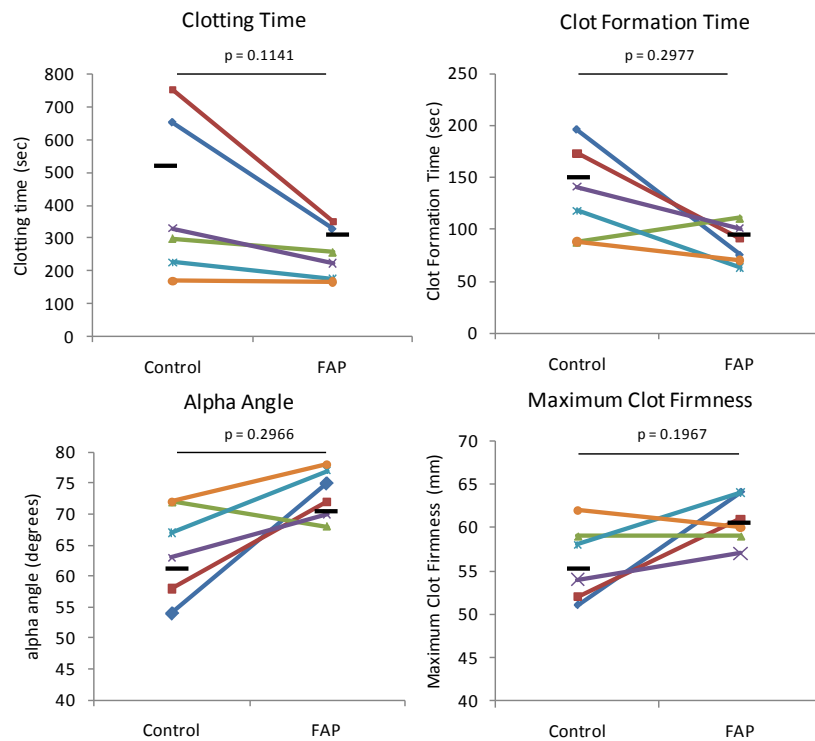 Clotting Time
p = 0.1141
Clotting time (sec)
800
700
600
500
400
300
200
100
0
Control FAP
Clot Formation Time
p = 0.2977
Clot Formation Time (sec)
250
200
150
100
50
0
Control FAP
Alpha Angle
p = 0.2966
alpha angle (degrees)
80
75
70
65
60
55
50
45
40
Control FAP
Maximum Clot Firmness
p = 0.1967
Maximum Clot Firmness (mm)
70
65
60
55
50
45
40
Control FAP